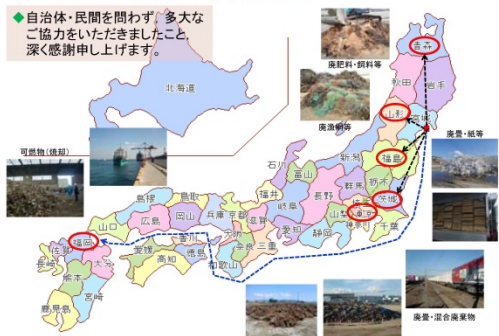 ◆自治体・民間を問わず、多大な
ご協力をいただきましたこと、
深く感謝申し上げます。
廃肥料・飼料等
青森
北海道
秋田
岩手
山形
宮城
廃漁網等
廃畳・紙等
可燃物(焼却)
石川
新潟
福島
富山
群馬
栃木
島根
鳥取
福井
岐阜
長野
茨城
山口
広島
岡山
兵庫
京都
滋賀
山梨
東京
福岡
愛媛
香川
大阪
奈良
三重
愛知
静岡
神奈川
千葉
佐賀
長崎
大分
高知
徳島
和歌山
熊本
宮崎
鹿児島
廃畳・混合廃棄物